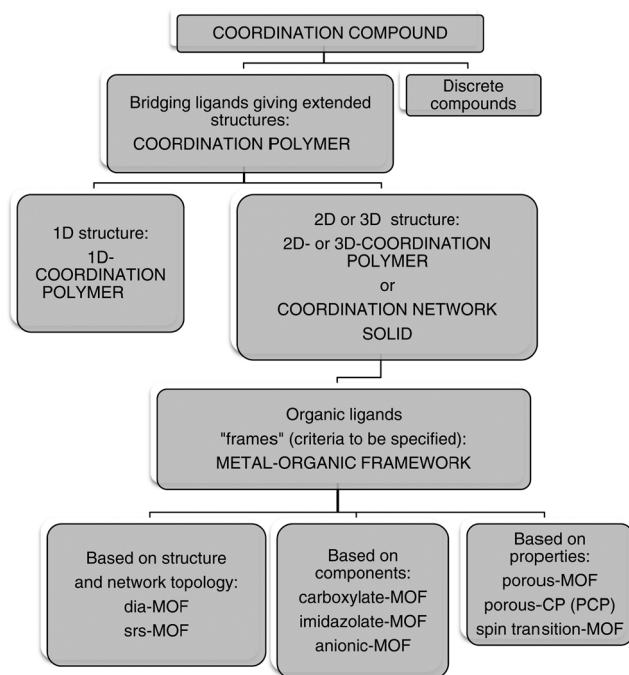 COORDINATION COMPOUND
Bridging ligands giving extended
structures:
COORDINATION POLYMER
Discrete
compounds
1D structure:
1D-
COORDINATION
POLYMER
2D or 3D structure:
2D- or 3D-COORDINATION
POLYMER
or
COORDINATION NETWORK
SOLID
Organic ligands
"frames" (criteria to be specified):
METAL-ORGANIC FRAMEWORK
Based on structure
and network topology:
dia-MOF
srs-MOF
Based on
components:
carboxylate-MOF
imidazolate-MOF
anionic-MOF
Based on
properties:
porous-MOF
porous-CP (PCP)
spin transition-MOF